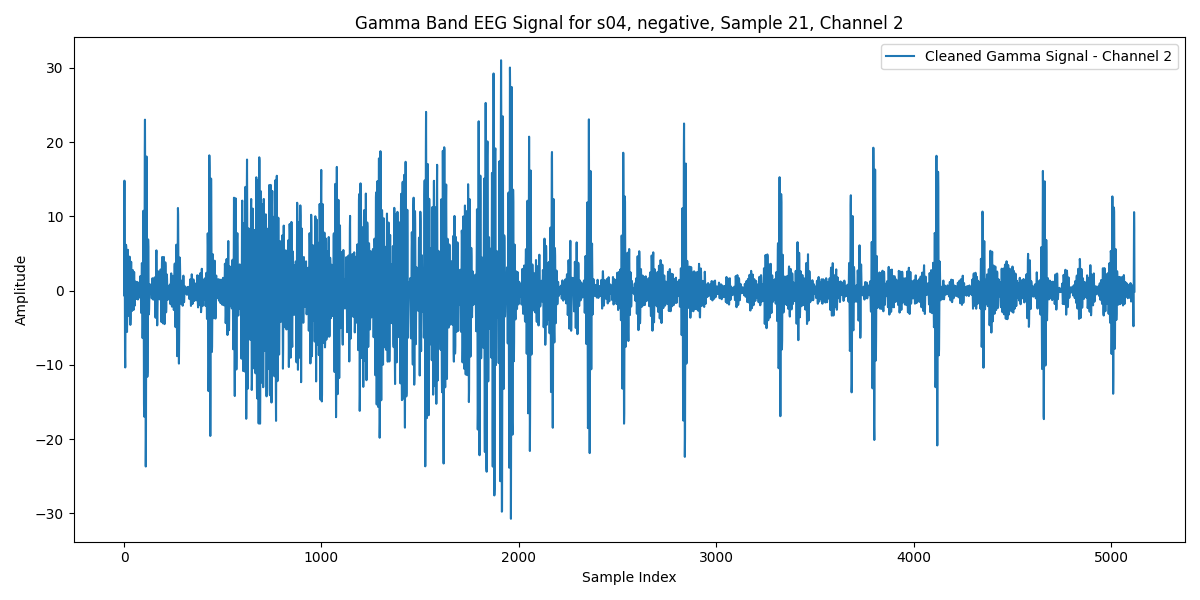 Gamma Band EEG Signal for s04, negative, Sample 21, Channel 2
Cleaned Gamma Signal - Channel 2
Amplitude
30
20
10
0
−10
−20
−30
0 1000 2000 3000 4000 5000
Sample Index